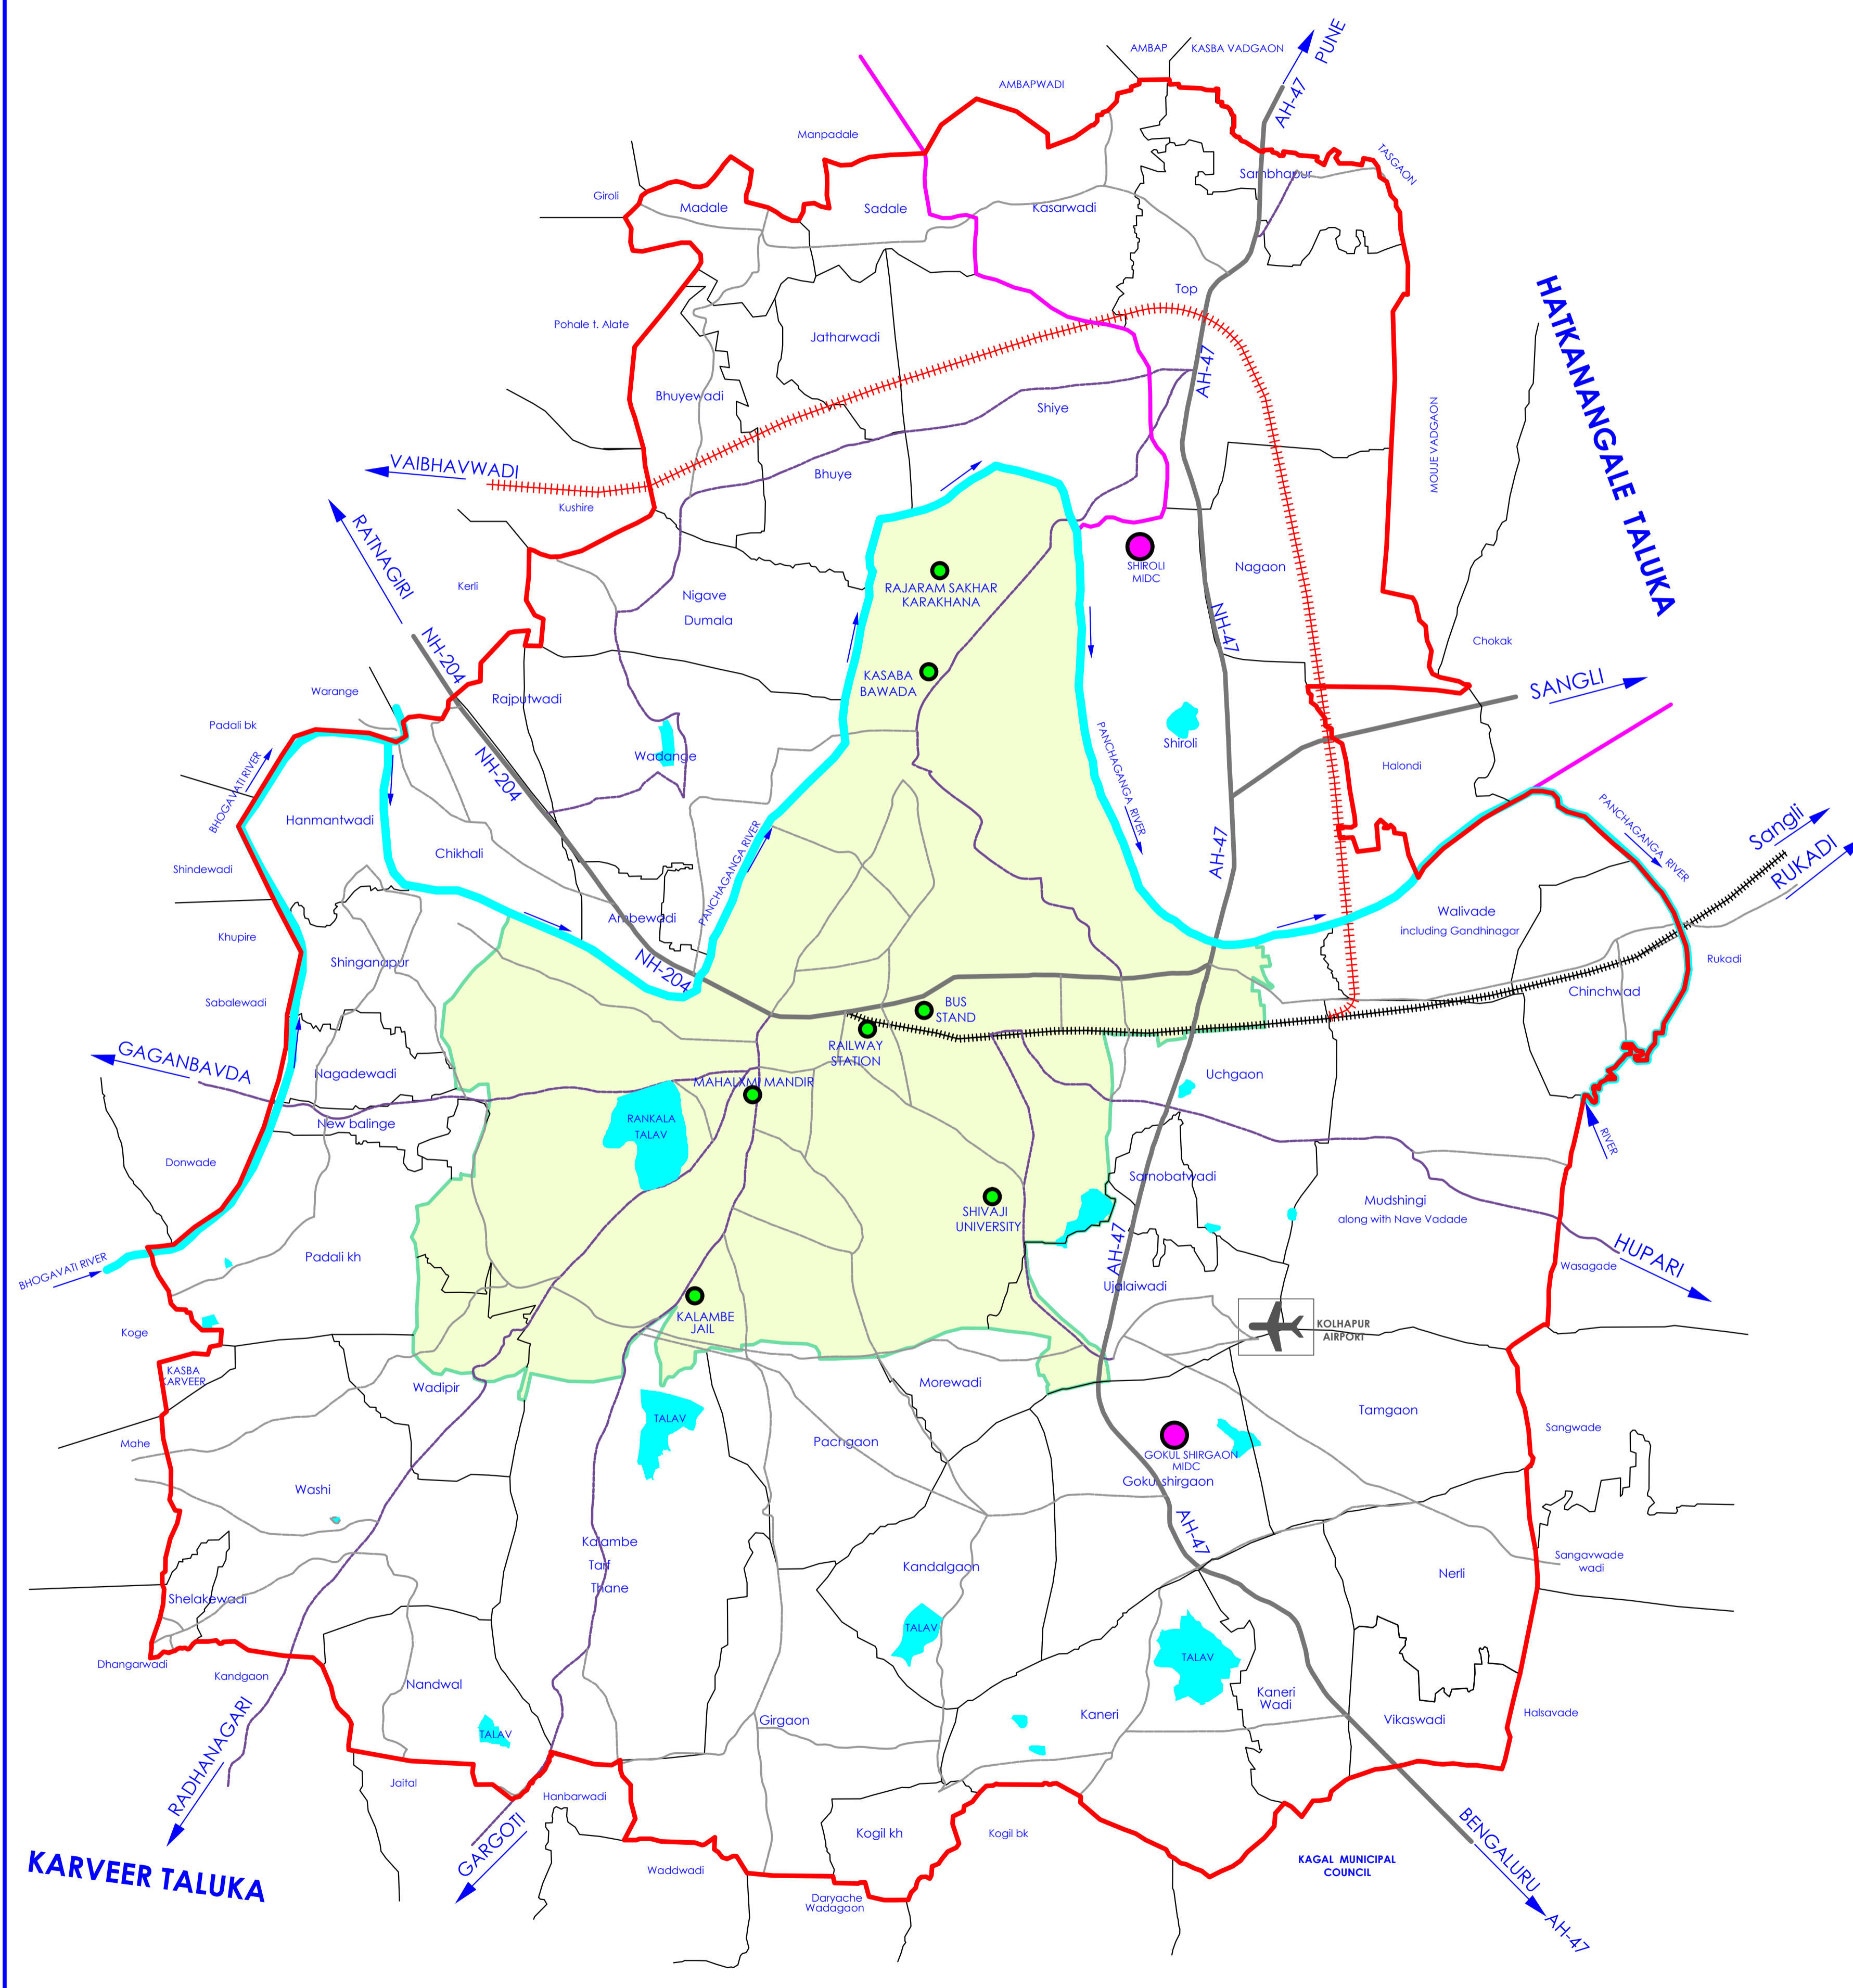 PUNE
AMBAP
KASBA VADGAON
AH-47
AMBAPWADI
Manpadale
TASGAON
Sambhapur
Giroli
Madale
Sadale
Kasarwadi
Top
HATKANANGALE TALUKA
Pohale t. Alate
Jatharwadi
AH-47
Bhuyewadi
Shiye
MOUJE VADGAON
VAIBHAVWADI
Bhuye
Kushire
RATNAGIRI
SHIROLI
MIDC
Nagaon
Kerli
RAJARAM SAKHAR
KARAKHANA
Nigave
Dumala
NH-47
NH-204
Chokak
KASABA
BAWADA
SANGLI
Warange
Rajputwadi
Padali bk
BHOGAVATI RIVER
NH-204
Wadange
PANCHAGANGA RIVER
Shiroli
Halondi
Hanmantwadi
PANCHAGANGA RIVER
Sangli
Chikhali
PANCHAGANGA RIVER
AH-47
RUKADI
Shindewadi
Ambewadi
Walivade
including Gandhinagar
Khupire
Shinganapur
NH-204
Rukadi
Sabalewadi
BUS
STAND
Chinchwad
RAILWAY
STATION
GAGANBAVDA
Nagadewadi
MAHALXMI MANDIR
Uchgaon
New balinge
RANKALA
TALAV
RIVER
Donwade
Sarnobatwadi
SHIVAJI
UNIVERSITY
Mudshingi
along with Nave Vadade
AH-47
HUPARI
Padali kh
BHOGAVATI RIVER
Wasagade
Ujalaiwadi
KALAMBE
JAIL
KOLHAPUR
AIRPORT
Koge
KASBA
KARVEER
Wadipir
Morewadi
TALAV
Tamgaon
Mahe
Pachgaon
Sangwade
GOKUL SHIRGAON
MIDC
Gokulshirgaon
Washi
AH-47
Kalambe
Tarf
Thane
Kandalgaon
Sangavwade
wadi
Nerli
Shelakewadi
TALAV
TALAV
Dhangarwadi
Kandgaon
Nandwal
Kaneri
Wadi
Kaneri
Vikaswadi
Halsavade
Girgaon
TALAV
RADHANAGARI
Jaital
Hanbarwadi
GARGOTI
Kogil kh
Kogil bk
BENGALURU
KAGAL MUNICIPAL
COUNCIL
KARVEER TALUKA
Waddwadi
Daryache
Wadagaon
AH-47